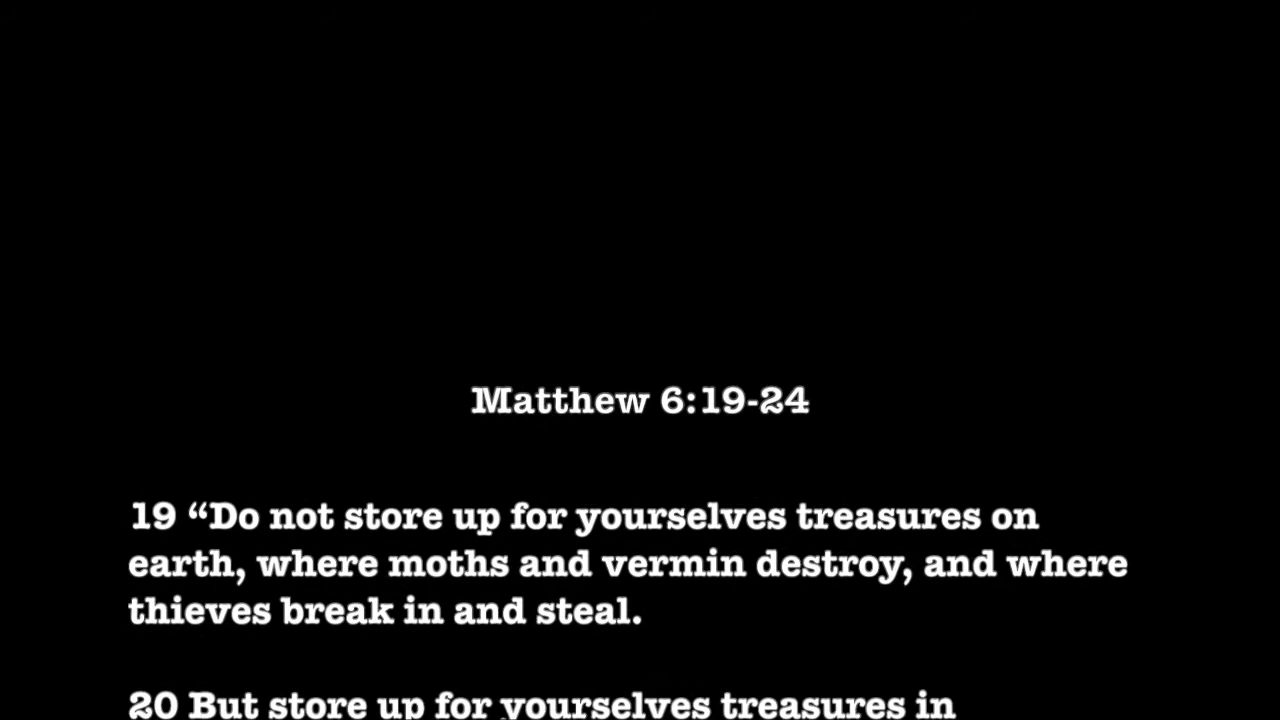 Matthew 6:19-24
19 “Do not store up for yourselves treasures on
earth, where moths and vermin destroy, and where
thieves break in and steal.
20 But store up for yourselves treasures in